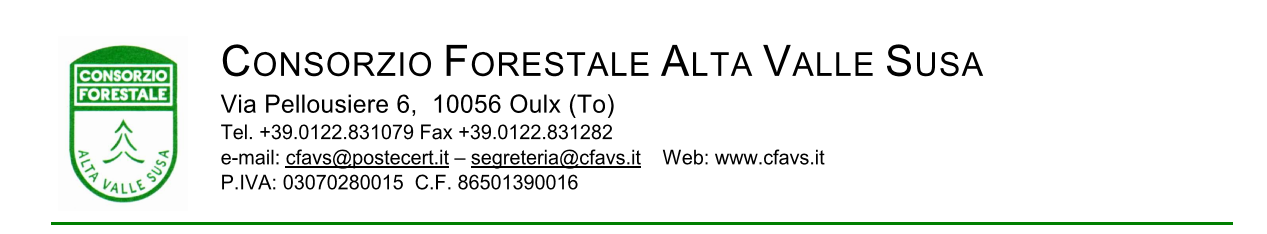 CONSORZIO
FORESTALE
ALTA VALLE SUSA
CONSORZIO FORESTALE ALTA VALLE SUSA
Via Pellousiere 6,  10056 Oulx (To)
Tel. +39.0122.831079 Fax +39.0122.831282
e-mail: cfavs@postecert.it – segreteria@cfavs.it    Web: www.cfavs.it
P.IVA: 03070280015  C.F. 86501390016